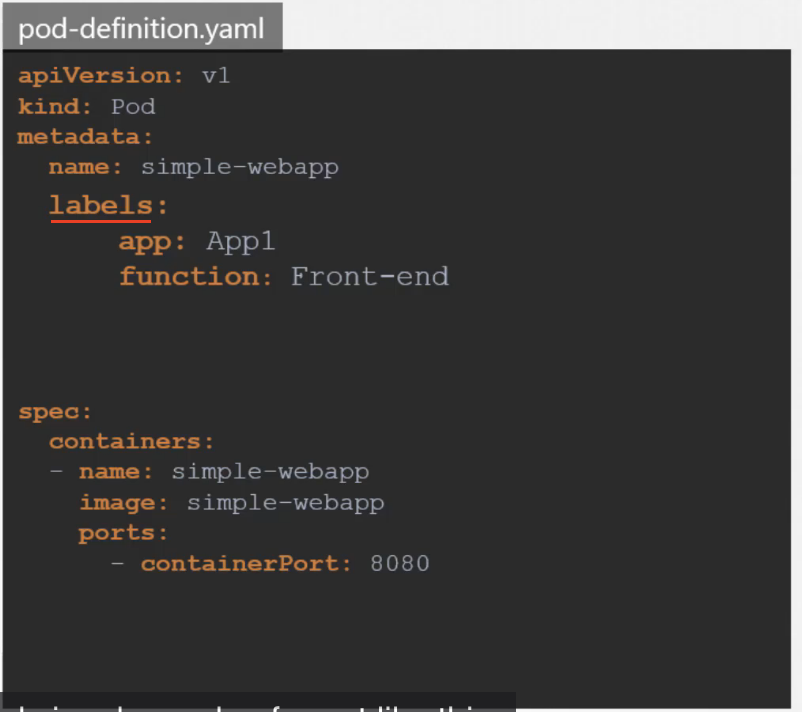 pod-definition.yaml
apiVersion: v1
kind: Pod
metadata:
  name: simple-webapp
  labels:
      app: App1
      function: Front-end
spec:
  containers:
  - name: simple-webapp
    image: simple-webapp
    ports:
      - containerPort: 8080